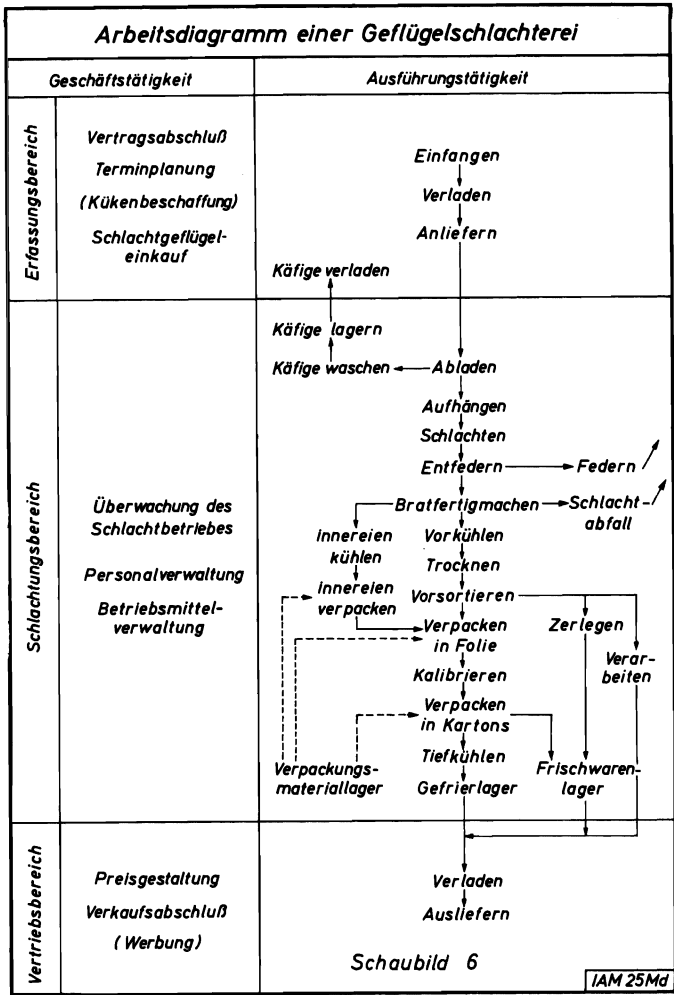 Arbeitsdiagramm einer Geflügelschlachterei
Geschäftstätigkeit
Ausführungstätigkeit
Erfassungsbereich
Vertragsabschluß
Terminplanung
(Kükenbeschaffung)
Schlachtgeflügel-
einkauf
Einfangen
Verladen
Anliefern
Käfige verladen
Schlachtungsbereich
Überwachung des
Schlachtbetriebes
Personalverwaltung
Betriebsmittel-
verwaltung
Käfige lagern
Käfige waschen
Abladen
Aufhängen
Schlachten
Entfedern
Federn
Bratfertigmachen
Schlacht-
abfall
innereien
kühlen
Vorkühlen
Trocknen
innereien
verpacken
Vorsortieren
Verpacken
in Folie
Zerlegen
Verar-
beiten
Kalibrieren
Verpacken
in Kartons
Tiefkühlen
Verpackungs-
materiallager
Gefrierlager
Frischwaren-
lager
Vertriebsbereich
Preisgestaltung
Verkaufsabschluß
(Werbung)
Verladen
Ausliefern
Schaubild 6
IAM 25Md